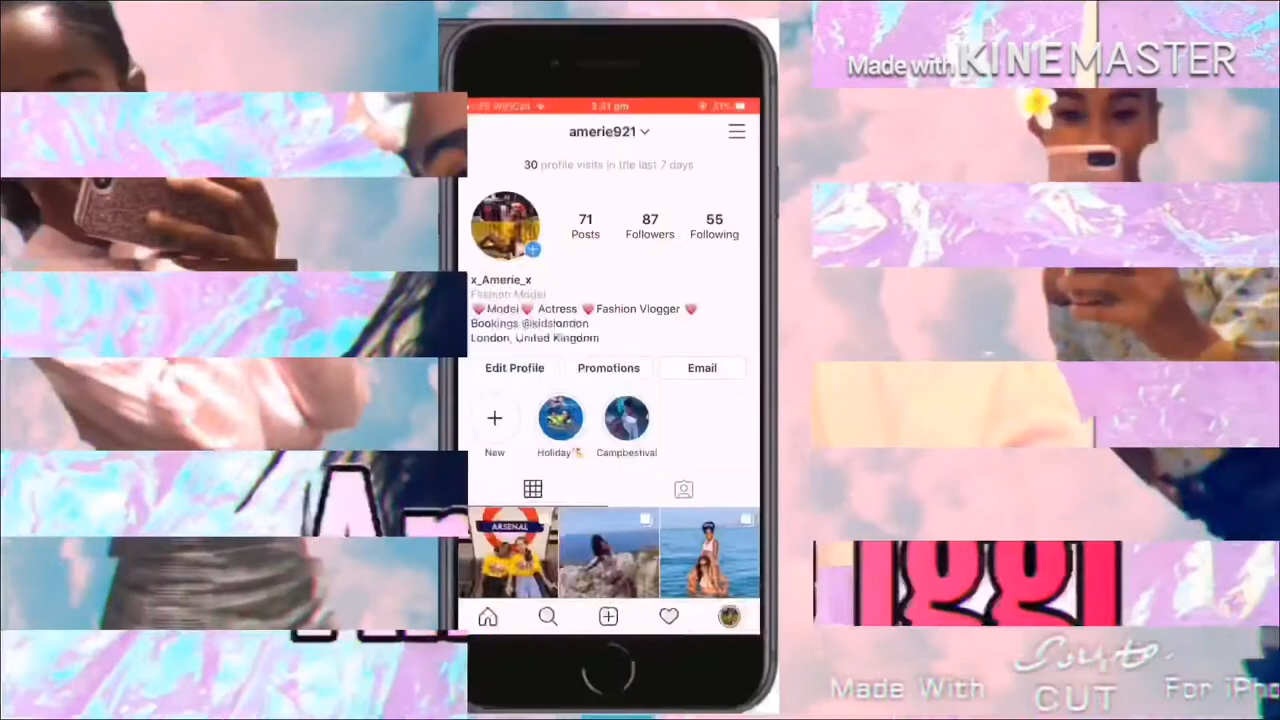 Made with KINEMASTER
3:31 pm
amerie921
30 profile visits in the last 7 days
71 87 55
Posts Followers Following
x_Amerie_x
Fashion Model
Model Actress Fashion Vlogger
Bookings @kidslondon
London, United Kingdom
Edit Profile Promotions Email
New Holiday Campbestival
ARSENAL
Made With CUT For iPho